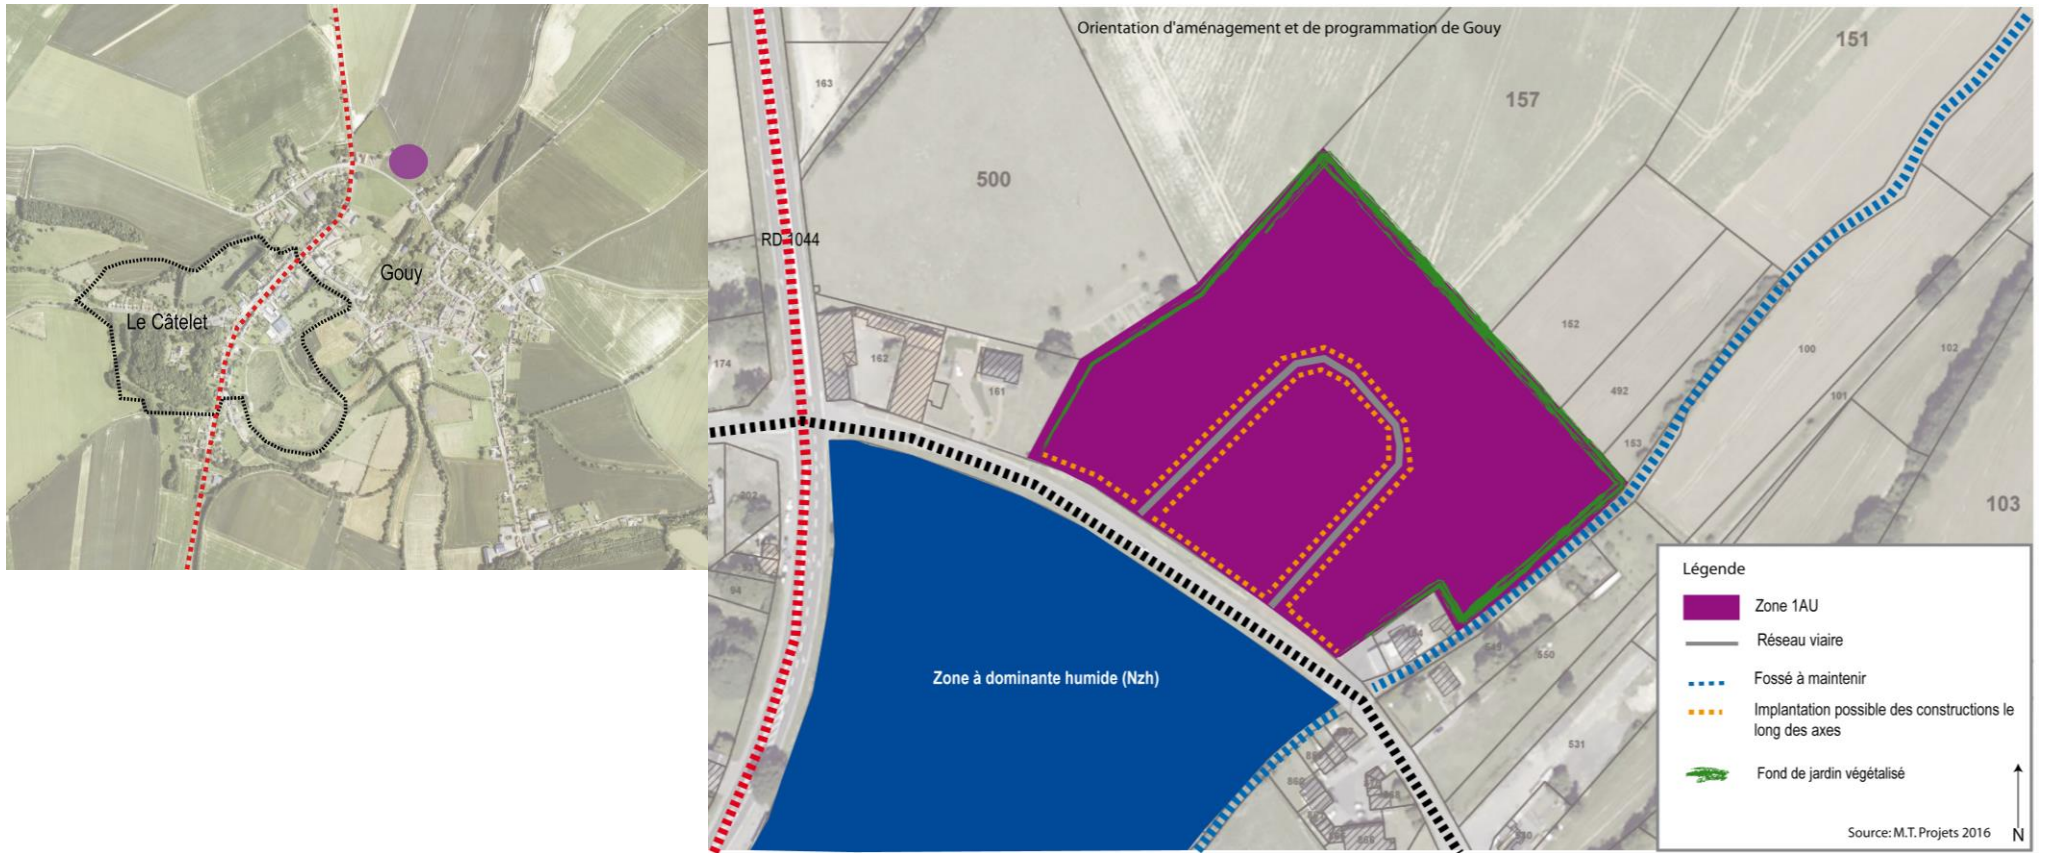 Le Câtelet
Gouy
Orientation d'aménagement et de programmation de Gouy
151
163
157
500
RD 1044
152
162
161
174
100
102
492
101
153
103
94
550
531
Zone à dominante humide (Nzh)
Légende
Zone 1AU
Réseau viaire
Fossé à maintenir
Implantation possible des constructions le
long des axes
Fond de jardin végétalisé
Source: M.T. Projets 2016
N